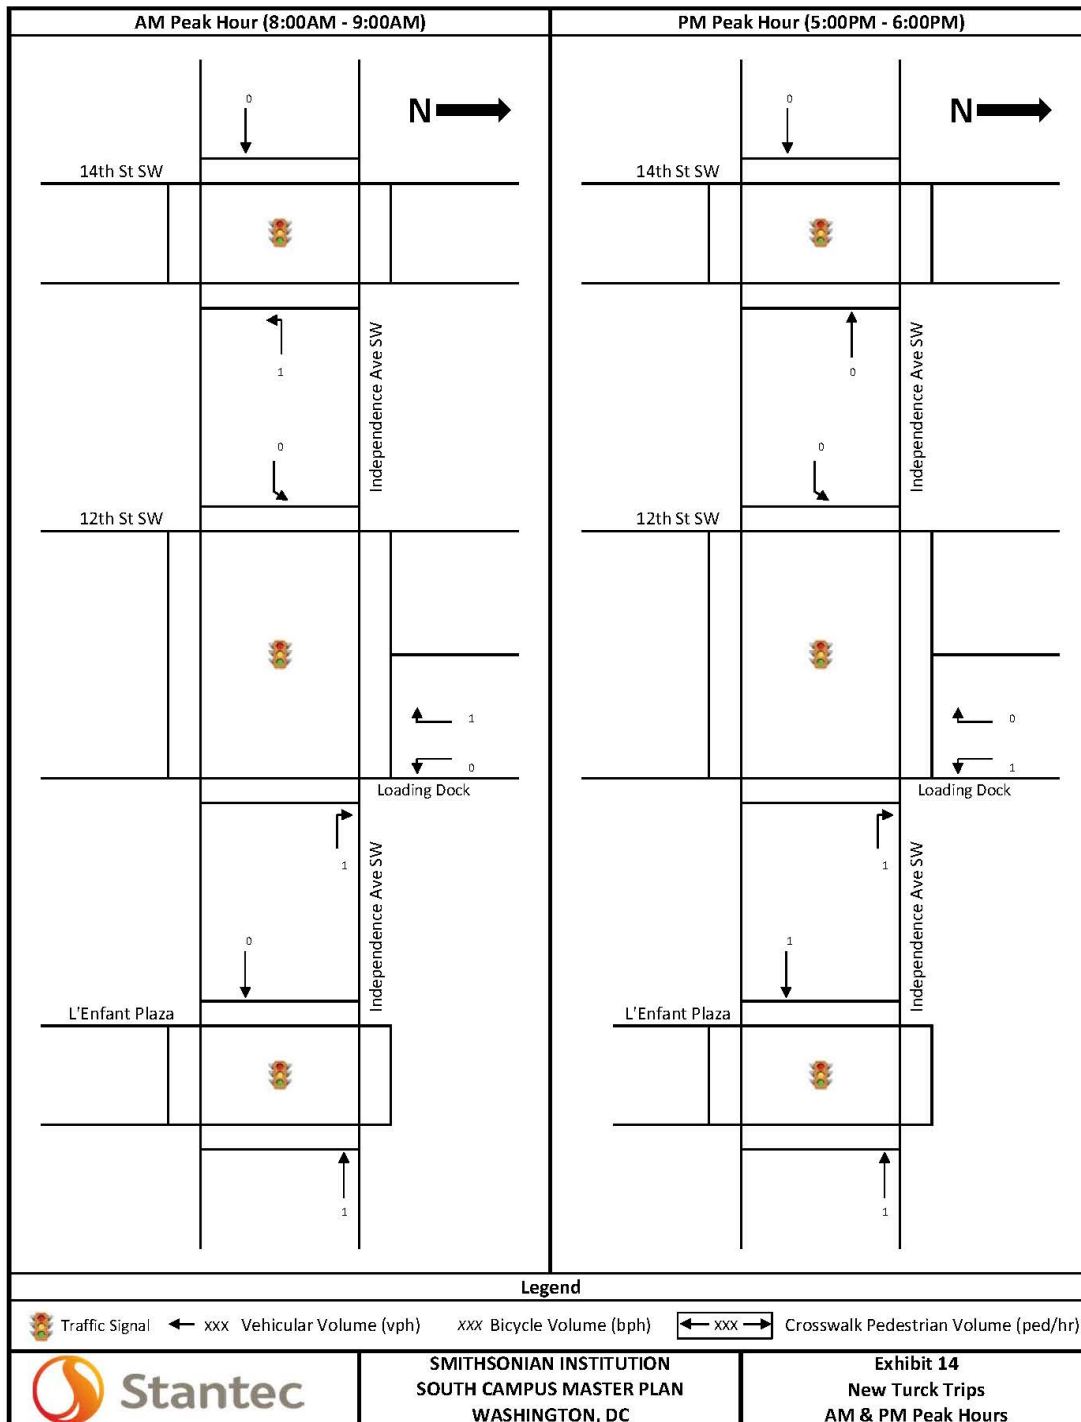 AM Peak Hour (8:00AM - 9:00AM)
0
N
14th St SW
1
Independence Ave SW
0
12th St SW
1
0
Loading Dock
1
Independence Ave SW
0
L'Enfant Plaza
1
PM Peak Hour (5:00PM - 6:00PM)
0
N
14th St SW
0
Independence Ave SW
0
12th St SW
0
1
Loading Dock
1
Independence Ave SW
1
L'Enfant Plaza
1
Legend
Traffic Signal xxx Vehicular Volume (vph) xxx Bicycle Volume (bph) xxx Crosswalk Pedestrian Volume (ped/hr)
Stantec
SMITHSONIAN INSTITUTION
SOUTH CAMPUS MASTER PLAN
WASHINGTON, DC
Exhibit 14
New Turck Trips
AM & PM Peak Hours